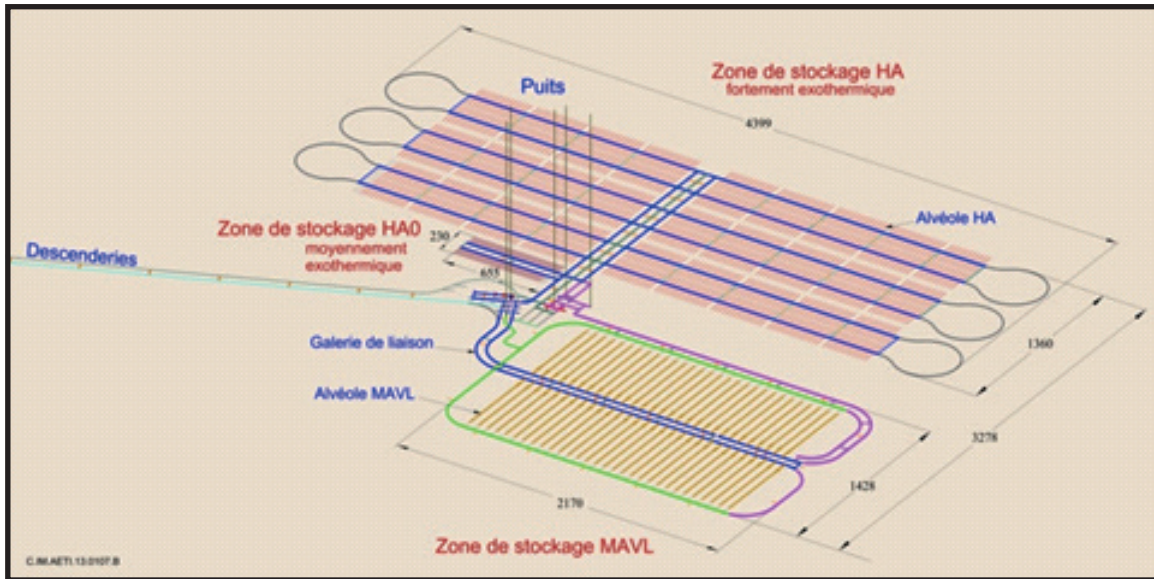 Zone de stockage HA
fortement exothermique
Puits
4399
Alvéole HA
Zone de stockage HA0
moyennement
exothermique
230
655
Descenderies
Galerie de liaison
Alvéole MAVL
1360
3278
1428
2170
Zone de stockage MAVL
C.IM.AETI.13.0107.B